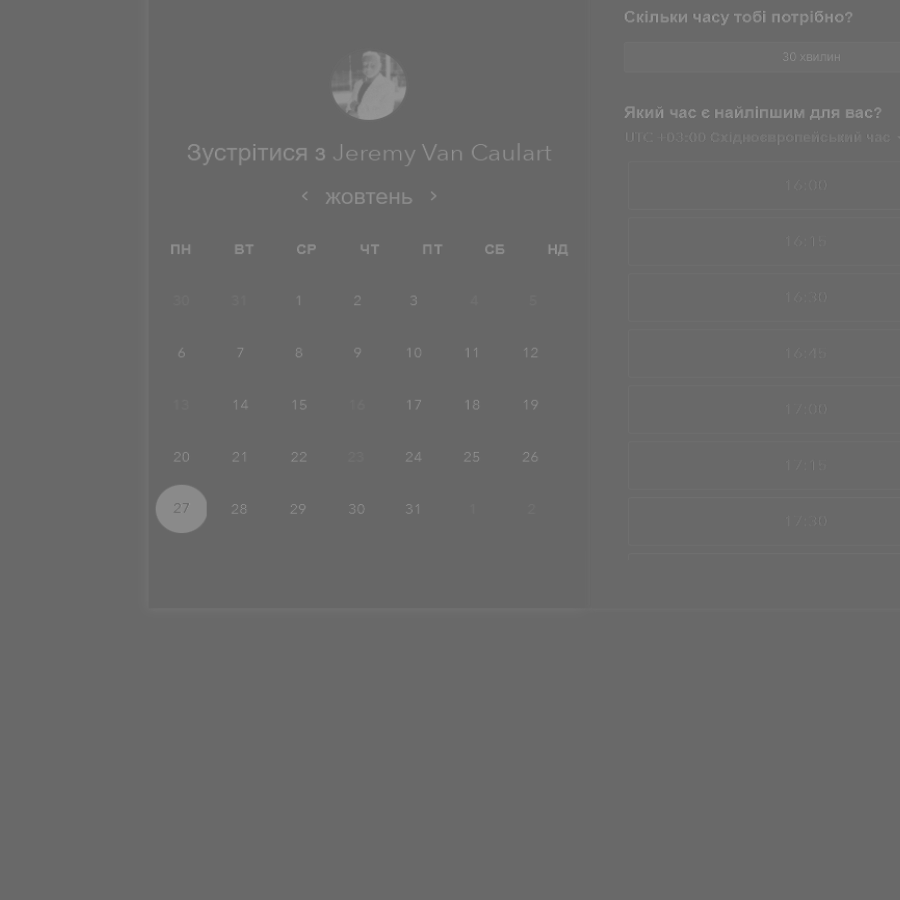 Зустрітися з Jeremy Van Caulart
‹ жовтень ›
ПН ВТ СР ЧТ ПТ СБ НД
30 31 1 2 3 4 5
6 7 8 9 10 11 12
13 14 15 16 17 18 19
20 21 22 23 24 25 26
27 28 29 30 31 1 2
Скільки часу тобі потрібно?
30 хвилин
Який час є найліпшим для вас?
UTC +03:00 Східноєвропейський час
16:00
16:15
16:30
16:45
17:00
17:15
17:30